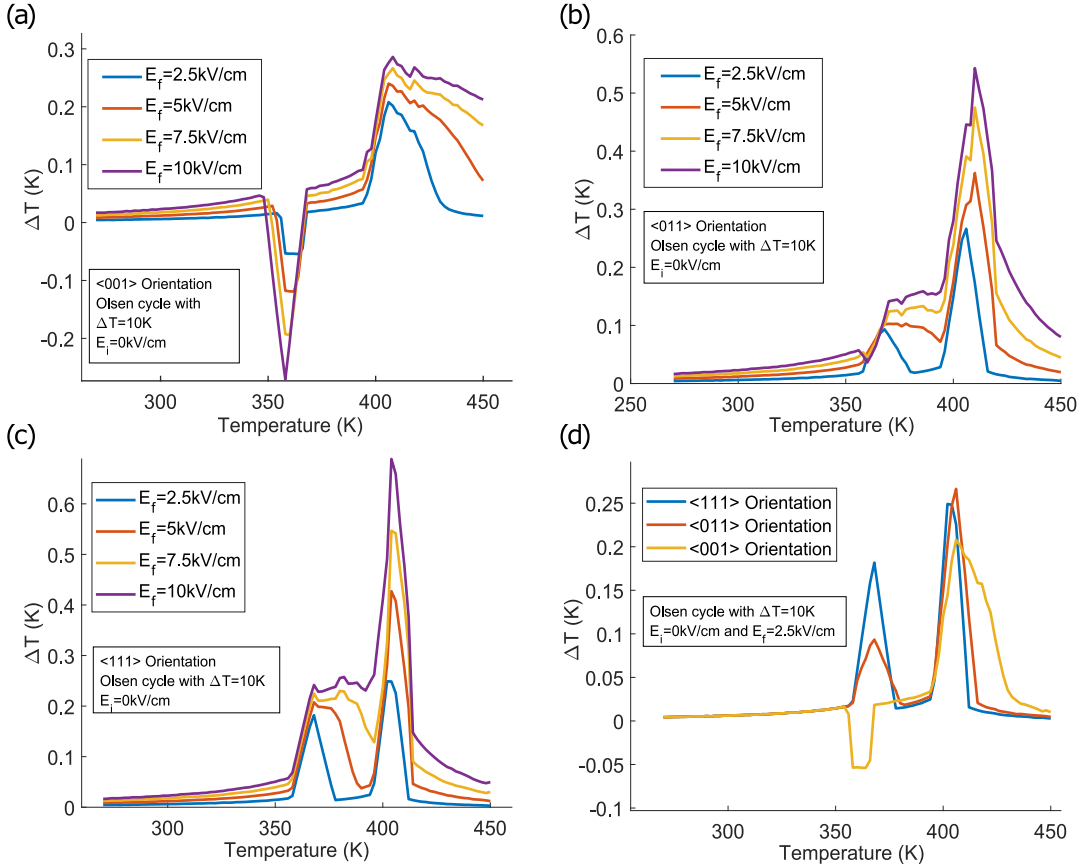 (a)
0.3
0.2
0.1
0
-0.1
-0.2
ΔT (K)
E_f=2.5kV/cm
E_f=5kV/cm
E_f=7.5kV/cm
E_f=10kV/cm
<001> Orientation
Olsen cycle with
ΔT=10K
E_i=0kV/cm
300 350 400 450
Temperature (K)
(b)
0.6
0.5
0.4
0.3
0.2
0.1
0
ΔT (K)
E_f=2.5kV/cm
E_f=5kV/cm
E_f=7.5kV/cm
E_f=10kV/cm
<011> Orientation
Olsen cycle with ΔT=10K
E_i=0kV/cm
250 300 350 400 450
Temperature (K)
(c)
0.6
0.4
0.2
0
ΔT (K)
E_f=2.5kV/cm
E_f=5kV/cm
E_f=7.5kV/cm
E_f=10kV/cm
<111> Orientation
Olsen cycle with ΔT=10K
E_i=0kV/cm
300 350 400 450
Temperature (K)
(d)
0.25
0.20
0.15
0.10
0.05
0
-0.05
-0.1
ΔT (K)
<111> Orientation
<011> Orientation
<001> Orientation
Olsen cycle with ΔT=10K
E_i=0kV/cm and E_f=2.5kV/cm
300 350 400 450
Temperature (K)